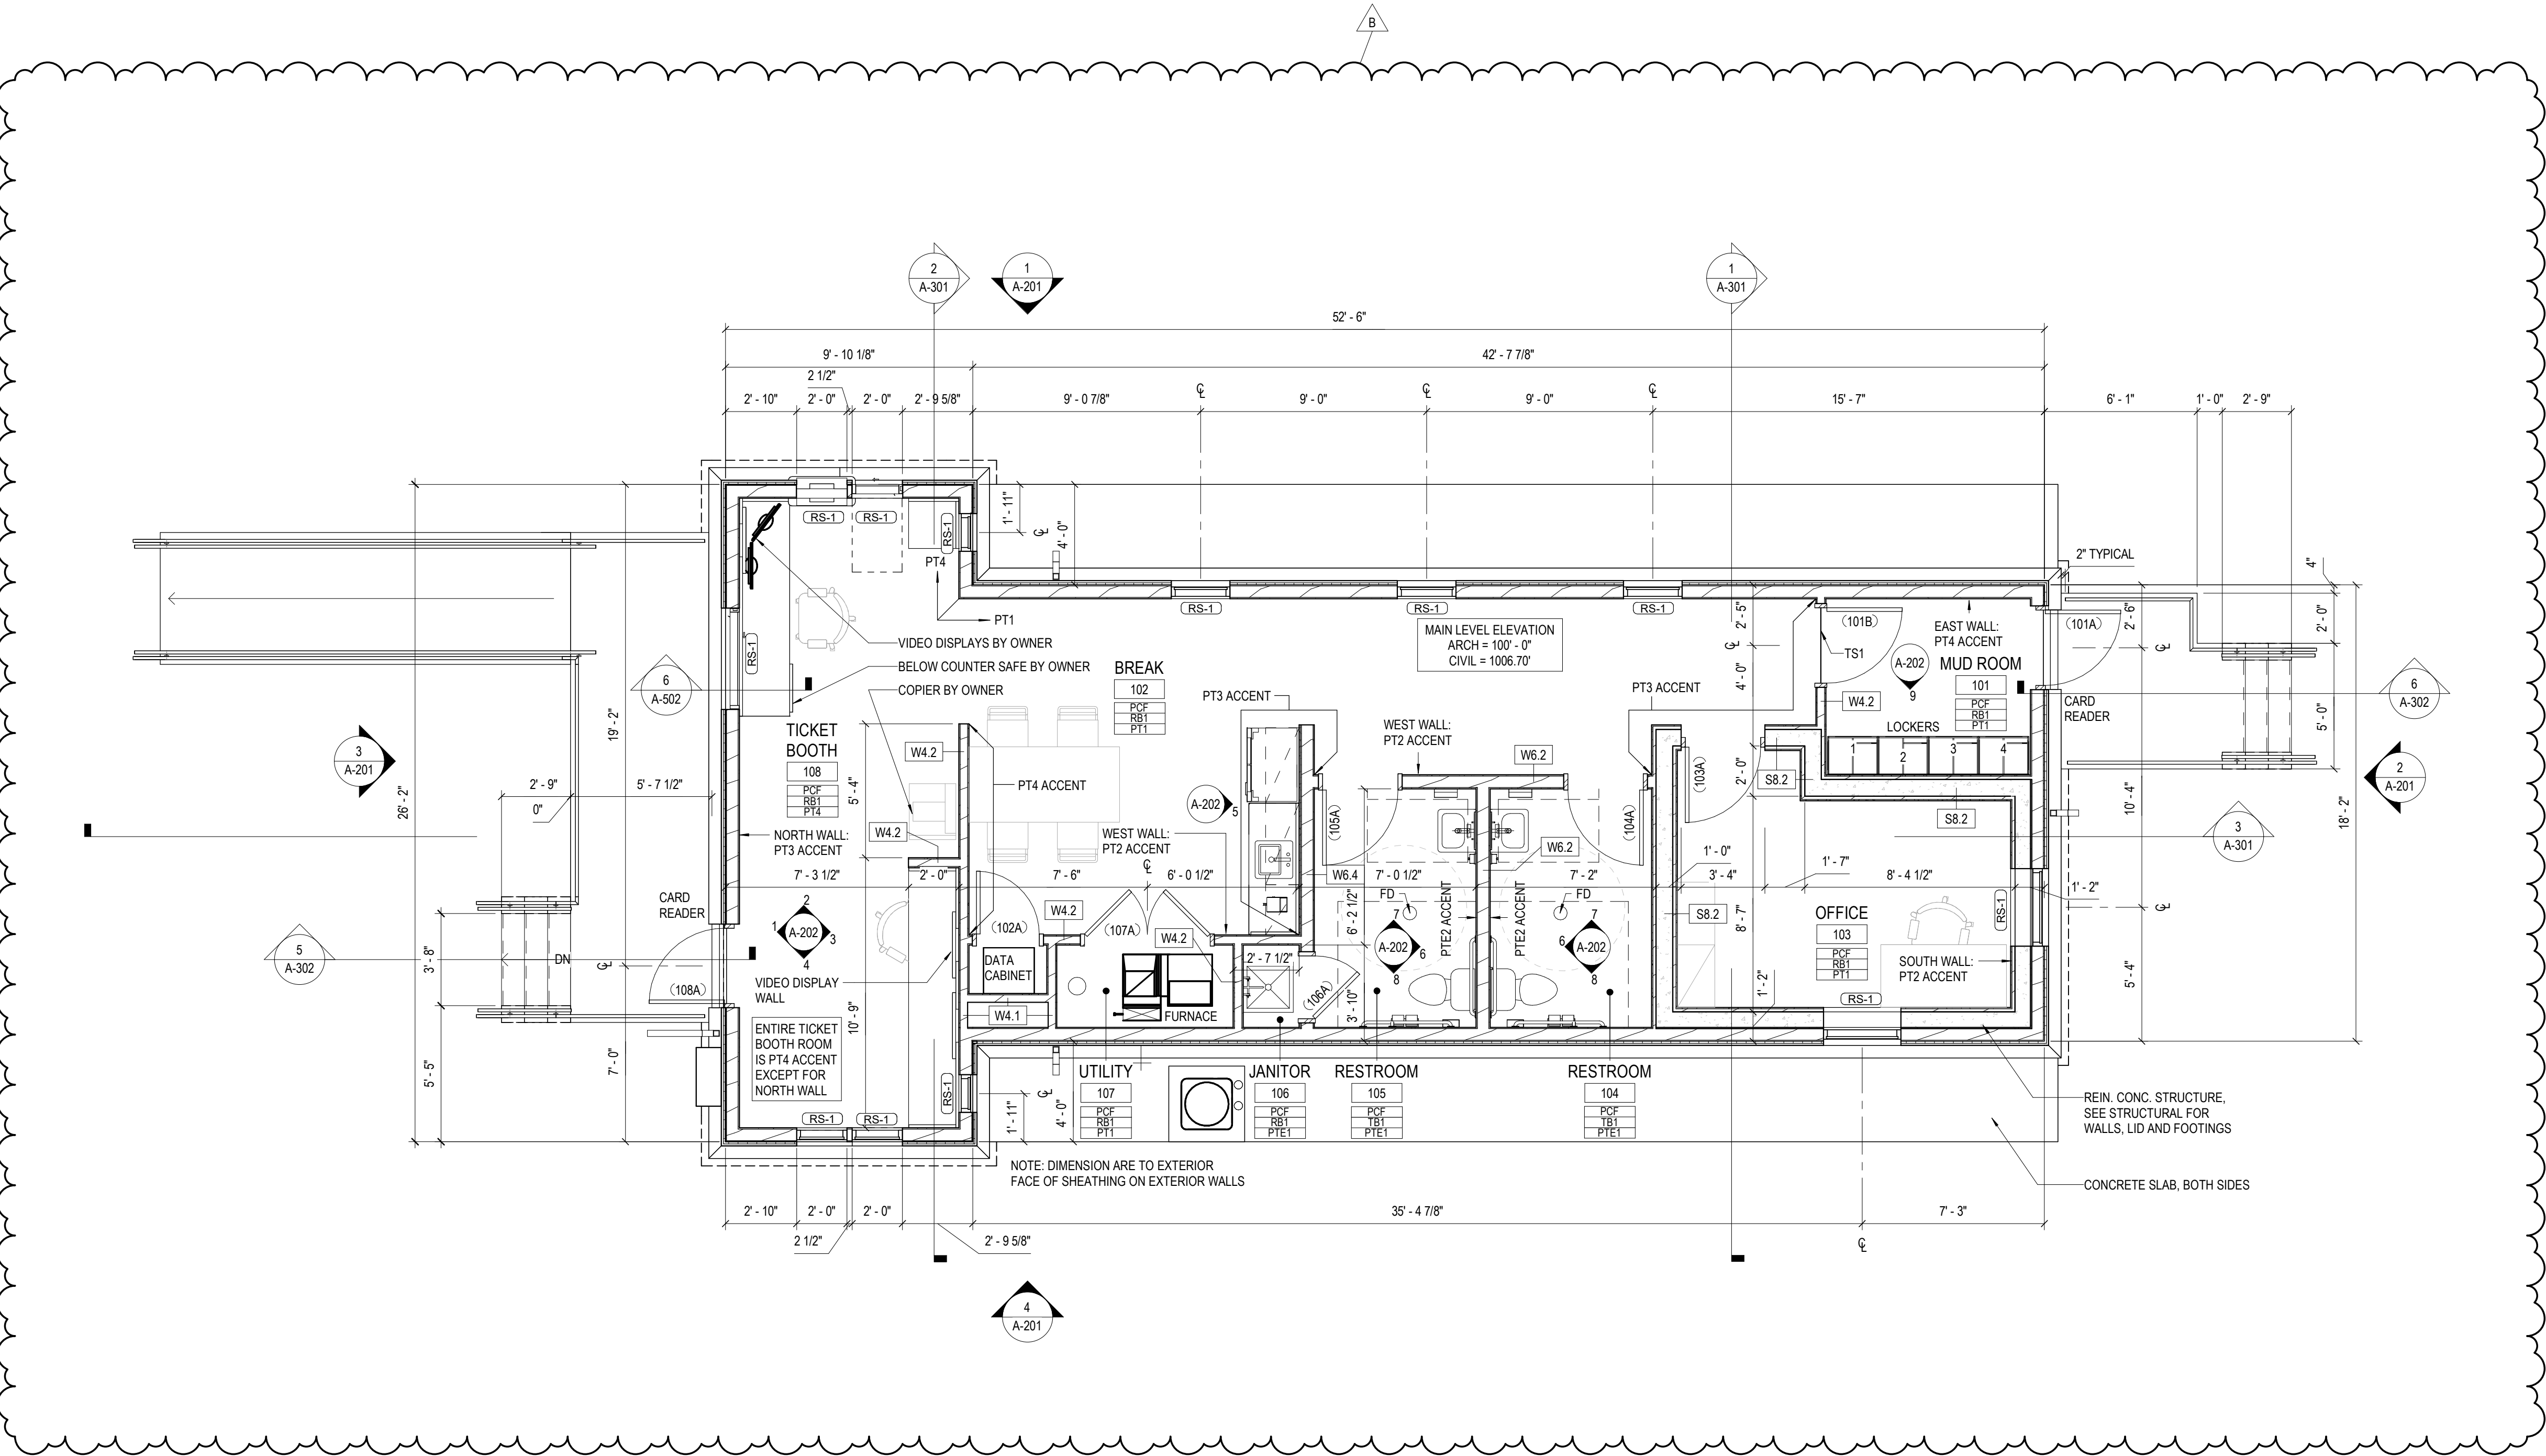 B
2
A-301
1
A-201
1
A-301
52' - 6"
9' - 10 1/8"
42' - 7 7/8"
2 1/2"
2' - 10"
2' - 0"
2' - 0"
2' - 9 5/8"
9' - 0 7/8"
℄
9' - 0"
℄
9' - 0"
℄
15' - 7"
6' - 1"
1' - 0"
2' - 9"
1' - 11"
℄
4' - 0"
RS-1
RS-1
RS-1
PT4
PT1
2" TYPICAL
4"
RS-1
RS-1
RS-1
2' - 5"
(101B)
(101A)
2' - 6"
2' - 0"
MAIN LEVEL ELEVATION
ARCH = 100' - 0"
CIVIL = 1006.70'
EAST WALL:
PT4 ACCENT
RS-1
VIDEO DISPLAYS BY OWNER
BELOW COUNTER SAFE BY OWNER
COPIER BY OWNER
℄
TS1
℄
6
A-502
BREAK
102
PCF
RB1
PT1
PT3 ACCENT
PT3 ACCENT
4' - 0"
A-202
9
MUD ROOM
101
PCF
RB1
PT1
W4.2
6
A-302
CARD
READER
5' - 0"
19' - 2"
TICKET
BOOTH
108
PCF
RB1
PT4
WEST WALL:
PT2 ACCENT
LOCKERS
1
2
3
4
3
A-201
W4.2
W6.2
(103A)
2' - 0"
S8.2
2
A-201
26' - 2"
2' - 9"
0"
5' - 7 1/2"
5' - 4"
PT4 ACCENT
A-202
5
10' - 4"
18' - 2"
W4.2
(105A)
(104A)
S8.2
3
A-301
NORTH WALL:
PT3 ACCENT
WEST WALL:
PT2 ACCENT
W6.2
1' - 0"
1' - 7"
7' - 3 1/2"
2' - 0"
7' - 6"
℄
6' - 0 1/2"
W6.4
7' - 0 1/2"
7' - 2"
3' - 4"
8' - 4 1/2"
1' - 2"
CARD
READER
FD
FD
1
2
3
4
A-202
(102A)
W4.2
(107A)
W4.2
6' - 2 1/2"
PTE2 ACCENT
PTE2 ACCENT
7
A-202
6
8
7
6
A-202
8
S8.2
8' - 7"
OFFICE
103
PCF
RB1
PT1
RS-1
℄
5
A-302
3' - 8"
DN
℄
(108A)
VIDEO DISPLAY
WALL
DATA
CABINET
2' - 7 1/2"
(106A)
3' - 10"
1' - 2"
SOUTH WALL:
PT2 ACCENT
RS-1
5' - 4"
10' - 9"
W4.1
FURNACE
ENTIRE TICKET
BOOTH ROOM
IS PT4 ACCENT
EXCEPT FOR
NORTH WALL
5' - 5"
7' - 0"
RS-1
RS-1
RS-1
1' - 11"
℄
4' - 0"
UTILITY
107
PCF
RB1
PT1
JANITOR
106
PCF
RB1
PTE1
RESTROOM
105
PCF
TB1
PTE1
RESTROOM
104
PCF
TB1
PTE1
REIN. CONC. STRUCTURE,
SEE STRUCTURAL FOR
WALLS, LID AND FOOTINGS
NOTE: DIMENSION ARE TO EXTERIOR
FACE OF SHEATHING ON EXTERIOR WALLS
CONCRETE SLAB, BOTH SIDES
2' - 10"
2' - 0"
2' - 0"
2 1/2"
2' - 9 5/8"
35' - 4 7/8"
7' - 3"
℄
4
A-201